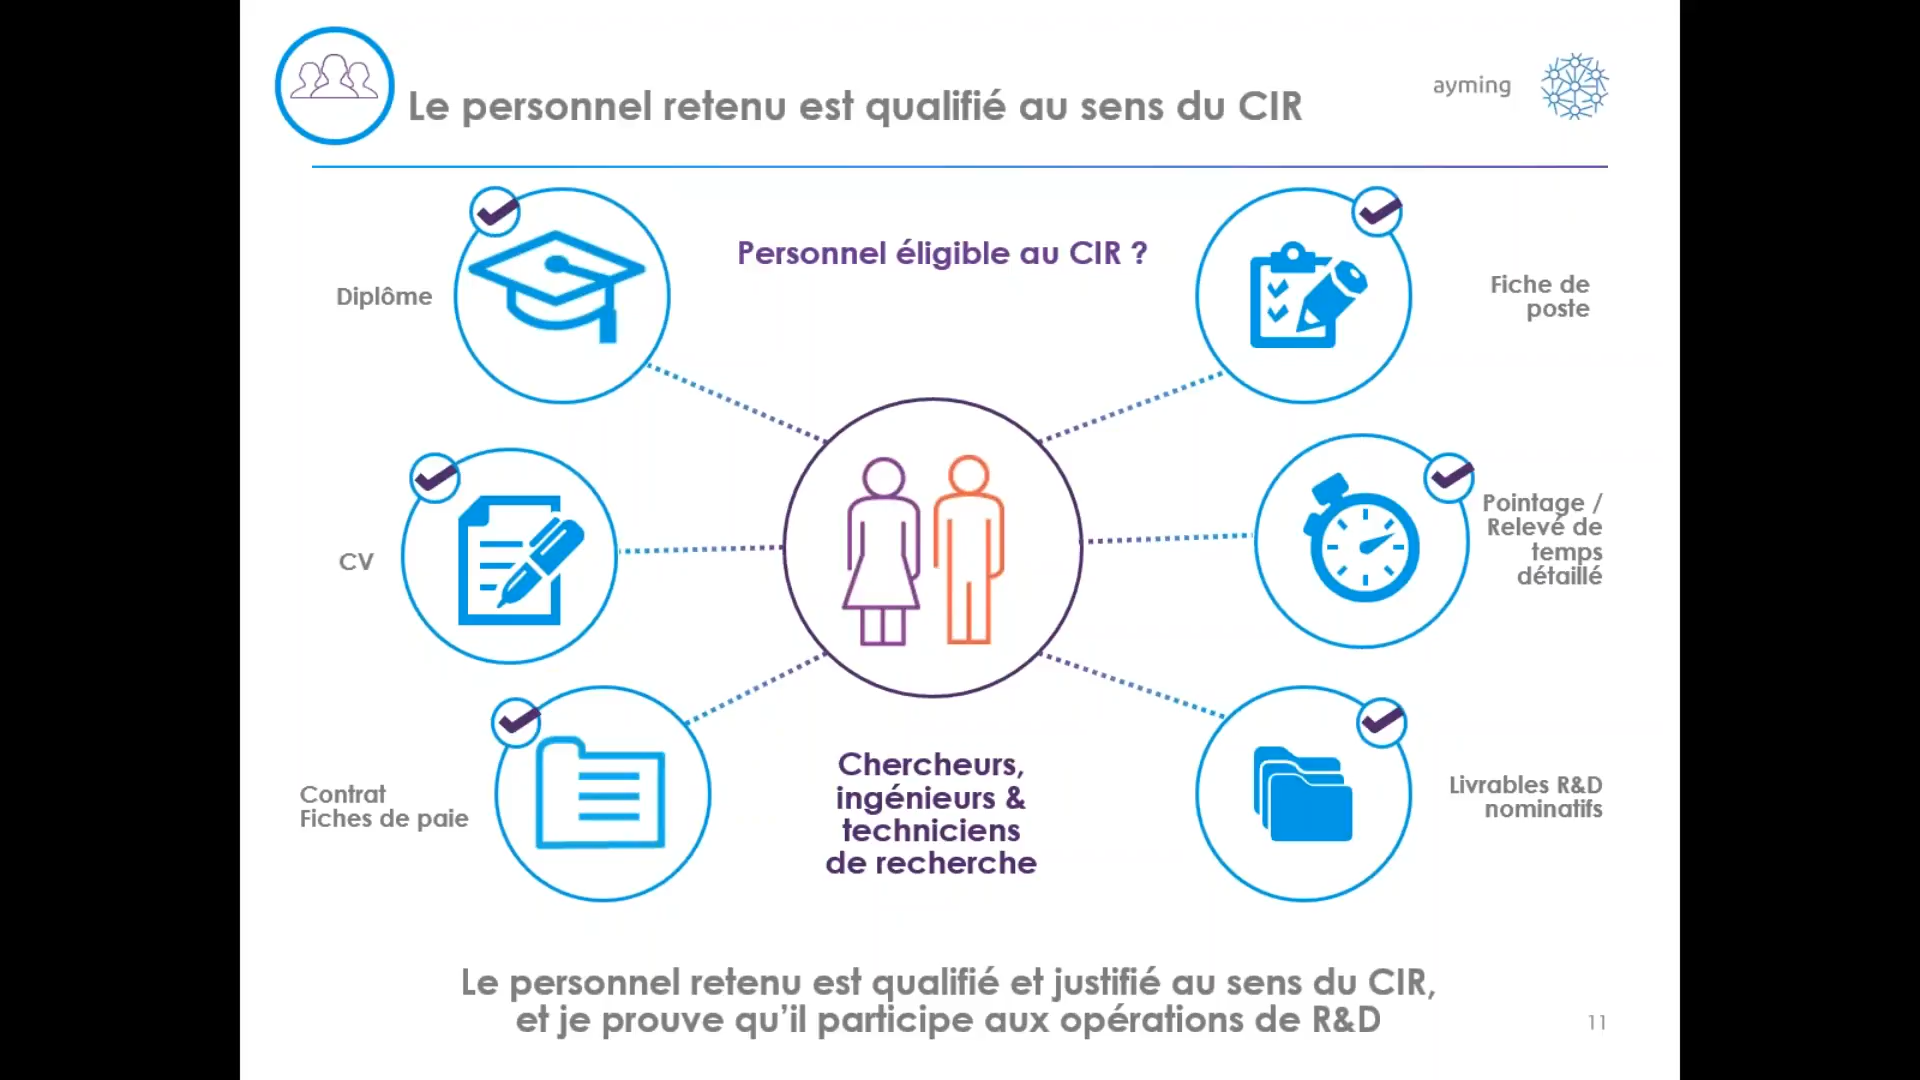 Le personnel retenu est qualifié au sens du CIR
ayming
Personnel éligible au CIR ?
Diplôme
Fiche de
poste
CV
Pointage /
Relevé de
temps
détaillé
Contrat
Fiches de paie
Chercheurs,
ingénieurs &
techniciens
de recherche
Livrables R&D
nominatifs
Le personnel retenu est qualifié et justifié au sens du CIR,
et je prouve qu’il participe aux opérations de R&D
11